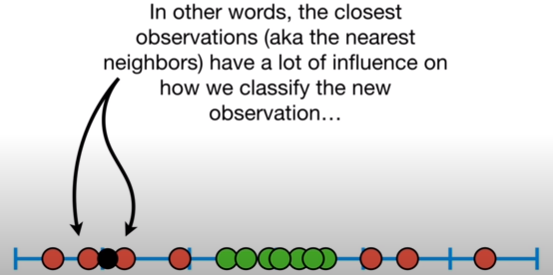 In other words, the closest
observations (aka the nearest
neighbors) have a lot of influence on
how we classify the new
observation…